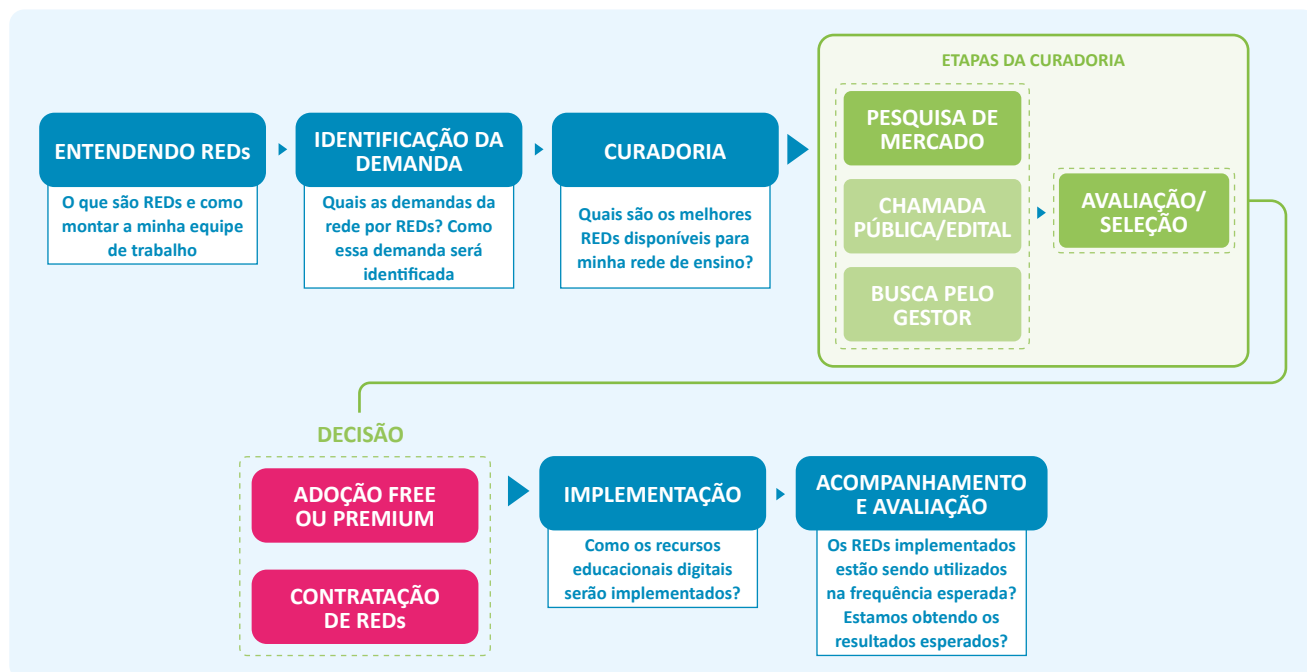 ENTENDENDO REDs
O que são REDs e como
montar a minha equipe
de trabalho
IDENTIFICAÇÃO DA
DEMANDA
Quais as demandas da
rede por REDs? Como
essa demanda será
identificada
CURADORIA
Quais são os melhores
REDs disponíveis para
minha rede de ensino?
ETAPAS DA CURADORIA
PESQUISA DE
MERCADO
CHAMADA
PÚBLICA/EDITAL
BUSCA PELO
GESTOR
AVALIAÇÃO/
SELEÇÃO
DECISÃO
ADOÇÃO FREE
OU PREMIUM
CONTRATAÇÃO
DE REDs
IMPLEMENTAÇÃO
Como os recursos
educacionais digitais
serão implementados?
ACOMPANHAMENTO
E AVALIAÇÃO
Os REDs implementados
estão sendo utilizados
na frequência esperada?
Estamos obtendo os
resultados esperados?